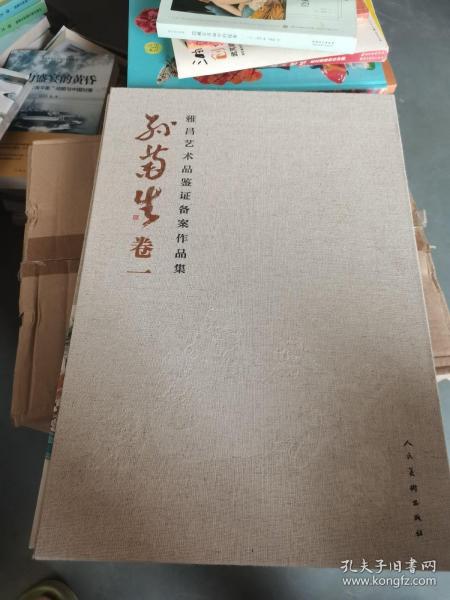 孙菊生
卷一
雅昌艺术品鉴证备案作品集
人民美术出版社
孔夫子旧书网
www.kongfz.com